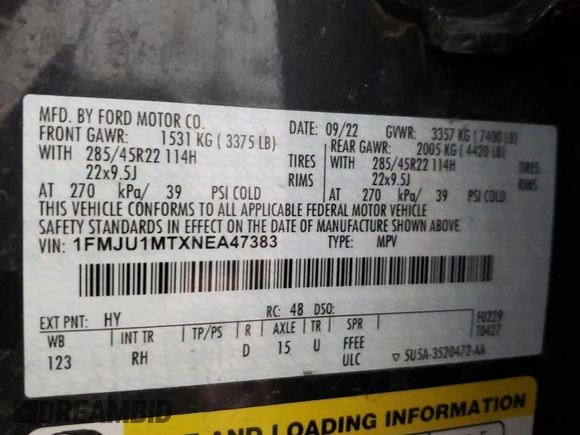 MFD. BY FORD MOTOR CO.
DATE: 09/22 GVWR: 3357 KG ( 7400 LB)
FRONT GAWR: 1531 KG ( 3375 LB)
REAR GAWR: 2005 KG ( 4420 LB)
WITH 285/45R22 114H TIRES
WITH 285/45R22 114H TIRES
22x9.5J RIMS
22x9.5J RIMS
AT 270 kPa/ 39 PSI COLD
AT 270 kPa/ 39 PSI COLD
THIS VEHICLE CONFORMS TO ALL APPLICABLE FEDERAL MOTOR VEHICLE
SAFETY STANDARDS IN EFFECT ON THE DATE OF MANUFACTURE SHOWN ABOVE.
VIN: 1FMJU1MTXNEA47383 TYPE: MPV
EXT PNT: HY RC: 48 DSO: F0229
WB INT TR TP/PS R AXLE TR SPR T0427
123 RH D 15 U FFEE
ULC 5U5A-3520472-AA
AND LOADING INFORMATION
DREAMBID